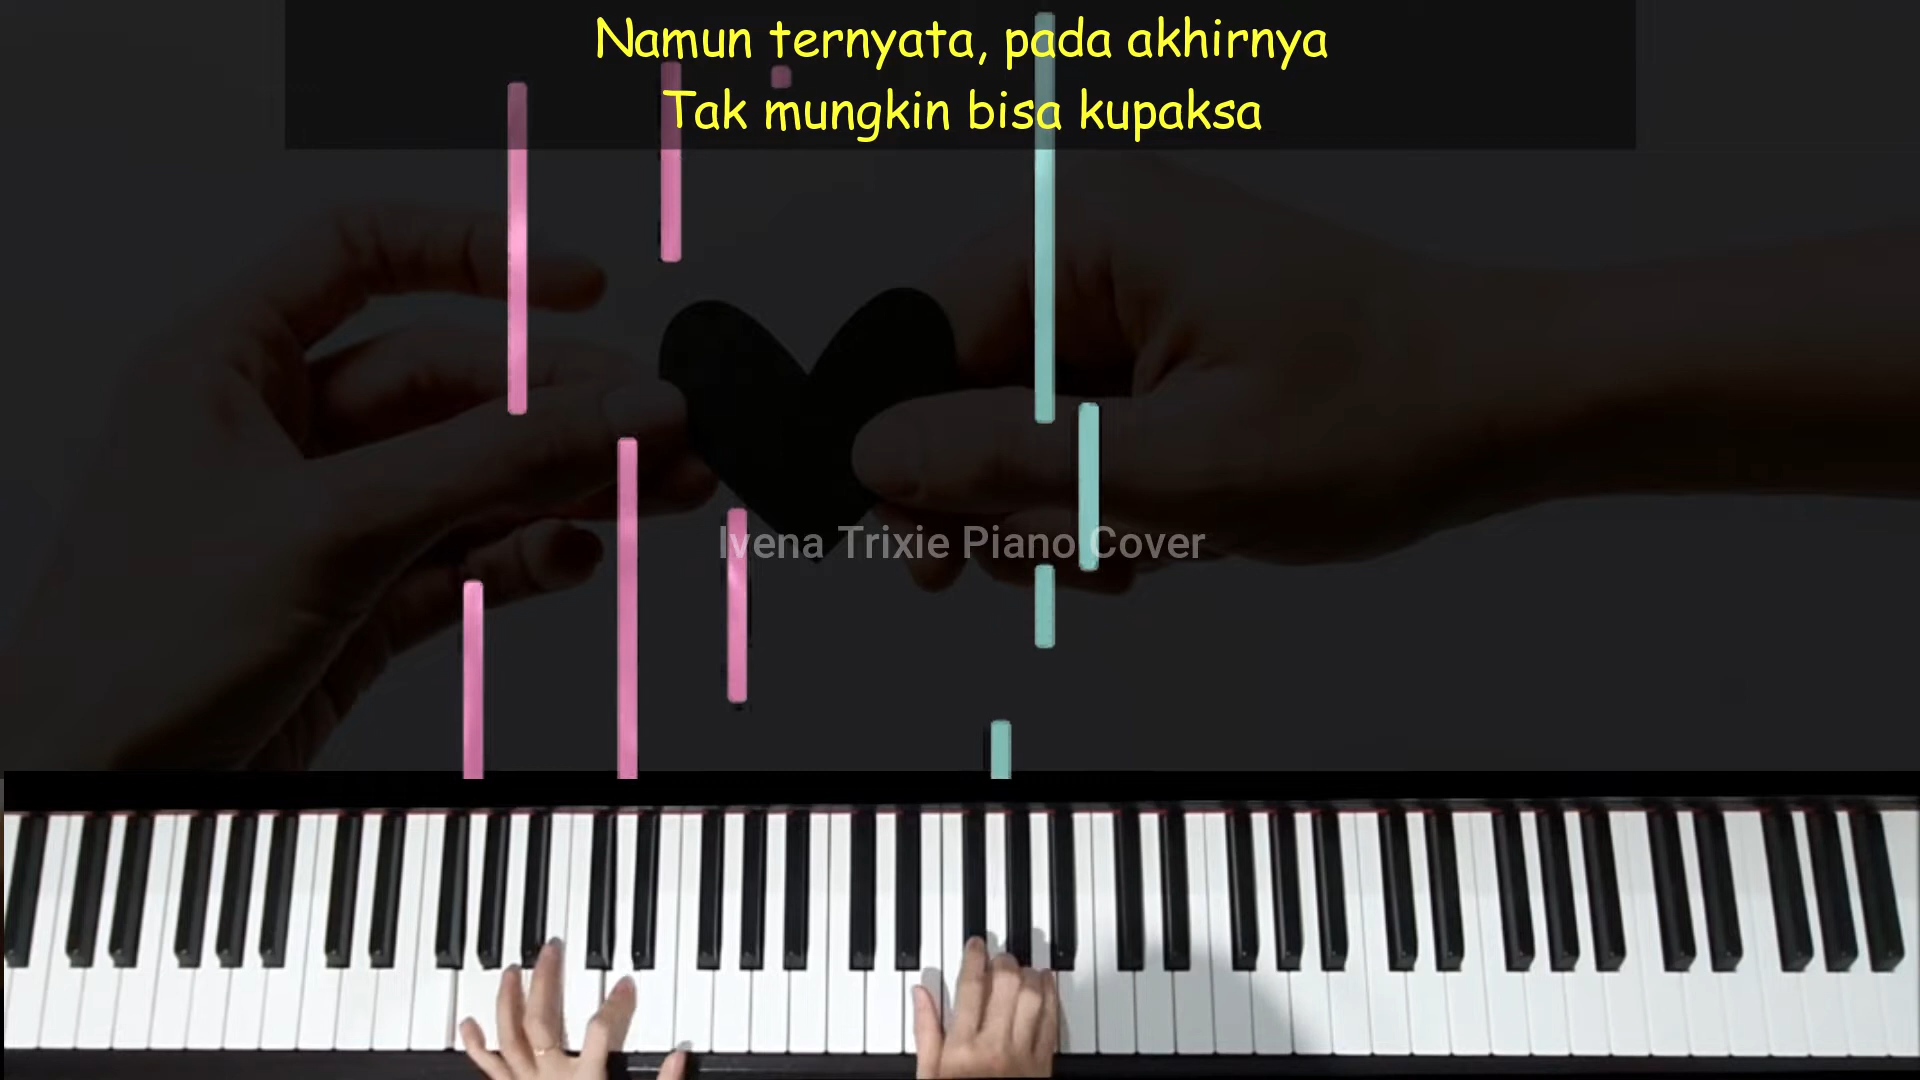 Namun ternyata, pada akhirnya
Tak mungkin bisa kupaksa
Ivena Trixie Piano Cover